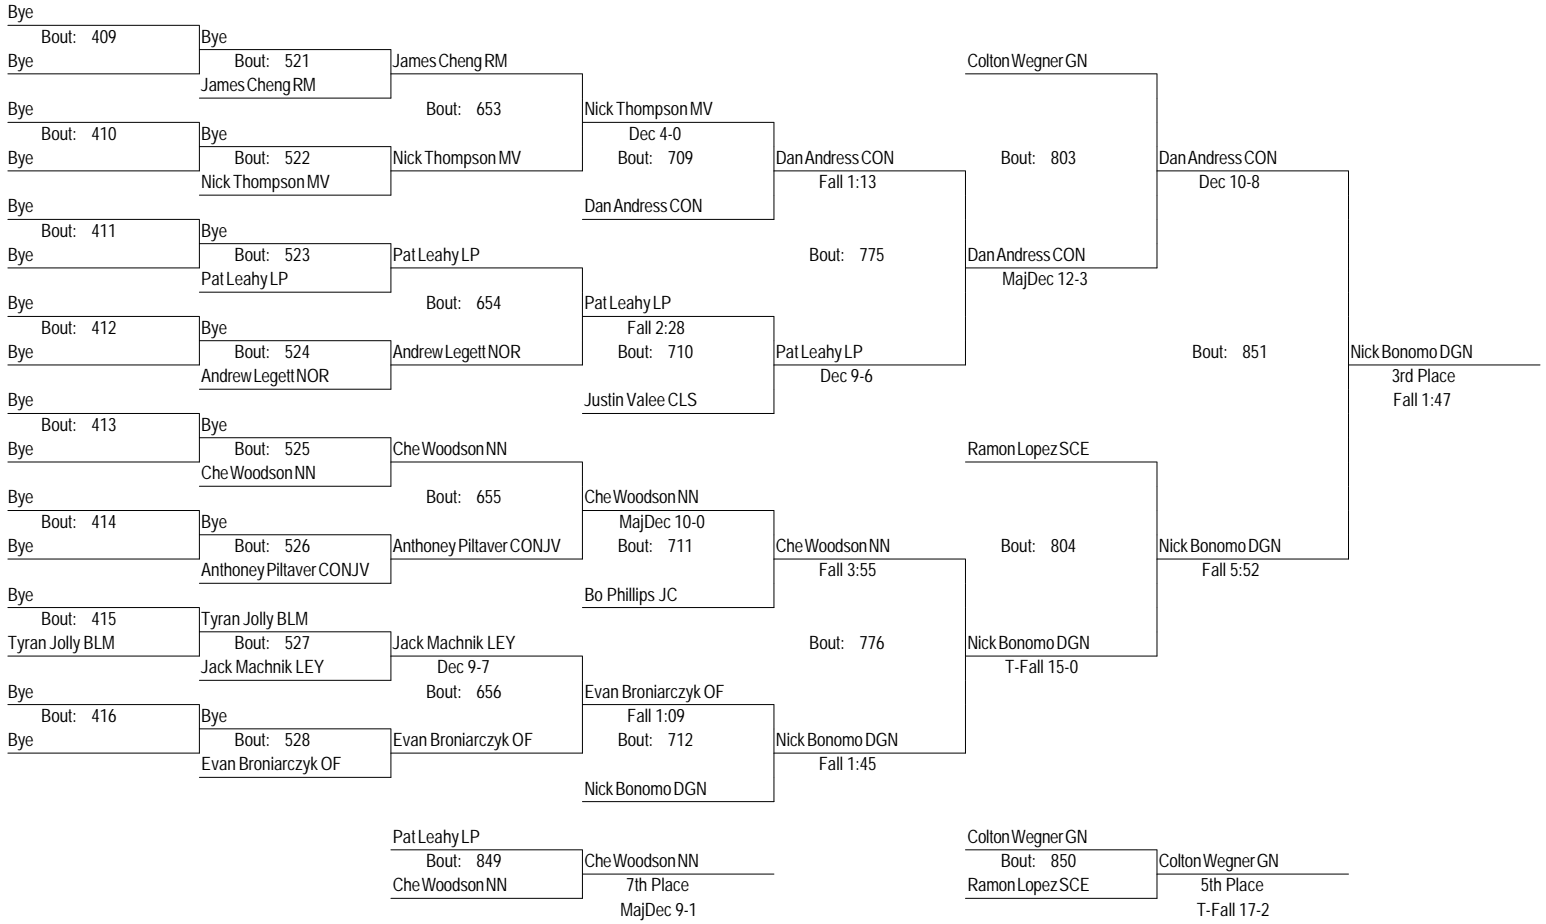 Bye
Bout: 409 Bye
Bye Bout: 521 James Cheng RM Colton Wegner GN
James Cheng RM
Bye Bout: 653 Nick Thompson MV
Bout: 410 Bye Dec 4-0
Bye Bout: 522 Nick Thompson MV Bout: 709 Dan Andress CON Bout: 803 Dan Andress CON
Nick Thompson MV Fall 1:13 Dec 10-8
Bye Dan Andress CON
Bout: 411 Bye
Bye Bout: 523 Pat Leahy LP Bout: 775 Dan Andress CON
Pat Leahy LP MajDec 12-3
Bye Bout: 654 Pat Leahy LP
Bout: 412 Bye Fall 2:28
Bye Bout: 524 Andrew Legett NOR Bout: 710 Pat Leahy LP Bout: 851 Nick Bonomo DGN
Andrew Legett NOR Dec 9-6 3rd Place
Bye Justin Valee CLS Fall 1:47
Bout: 413 Bye
Bye Bout: 525 Che Woodson NN Ramon Lopez SCE
Che Woodson NN
Bye Bout: 655 Che Woodson NN
Bout: 414 Bye MajDec 10-0
Bye Bout: 526 Anthoney Piltaver CONJV Bout: 711 Che Woodson NN Bout: 804 Nick Bonomo DGN
Anthoney Piltaver CONJV Fall 3:55 Fall 5:52
Bye Bo Phillips JC
Bout: 415 Tyran Jolly BLM
Tyran Jolly BLM Bout: 527 Jack Machnik LEY Bout: 776 Nick Bonomo DGN
Jack Machnik LEY Dec 9-7 T-Fall 15-0
Bye Bout: 656 Evan Broniarczyk OF
Bout: 416 Bye Fall 1:09
Bye Bout: 528 Evan Broniarczyk OF Bout: 712 Nick Bonomo DGN
Evan Broniarczyk OF Fall 1:45
Nick Bonomo DGN
Pat Leahy LP Colton Wegner GN
Bout: 849 Che Woodson NN Bout: 850 Colton Wegner GN
Che Woodson NN 7th Place Ramon Lopez SCE 5th Place
MajDec 9-1 T-Fall 17-2